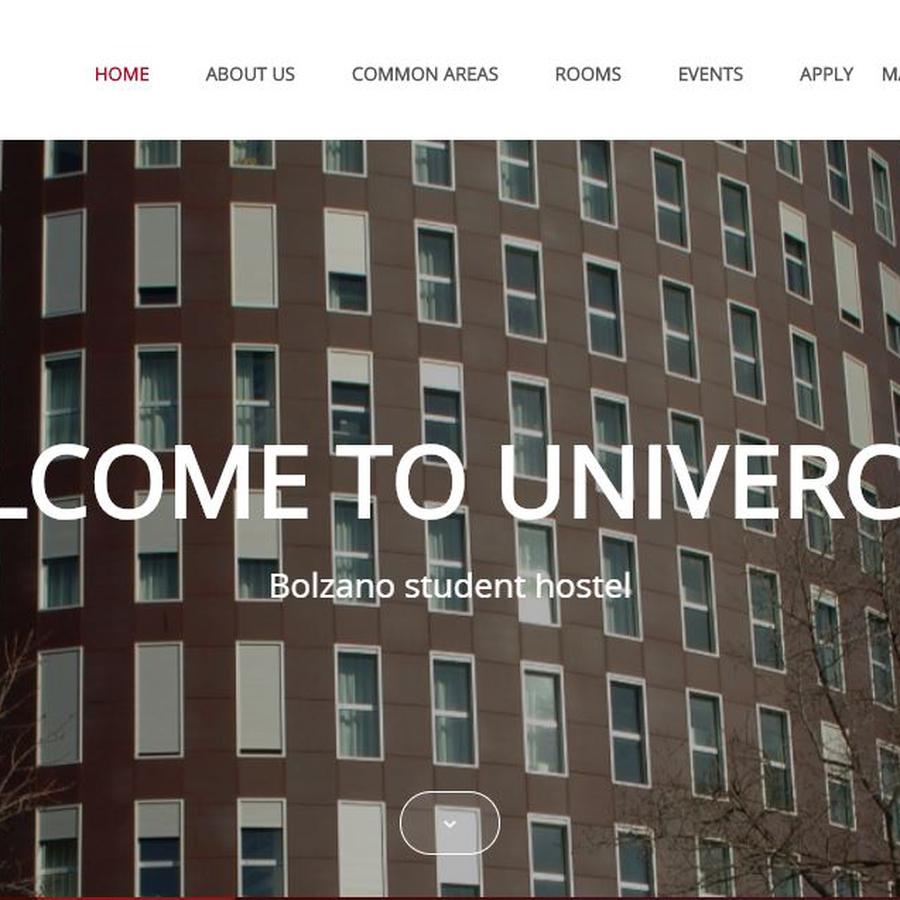 HOME ABOUT US COMMON AREAS ROOMS EVENTS APPLY MA
LCOME TO UNIVERC
Bolzano student hostel